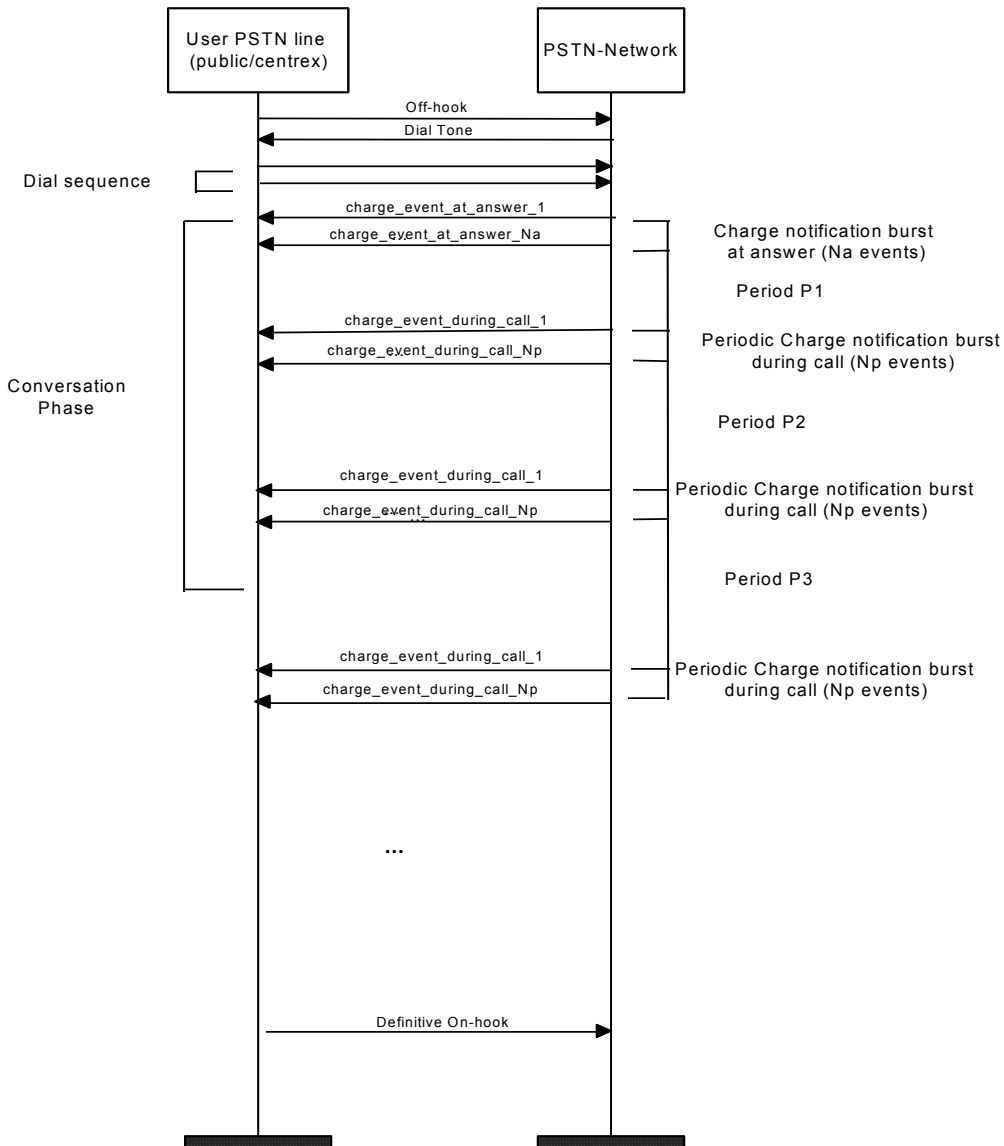 User PSTN line
(public/centrex)
PSTN-Network
Off-hook
Dial Tone
Dial sequence
charge_event_at_answer_1
charge_event_at_answer_Na
...
Charge notification burst
at answer (Na events)
Period P1
charge_event_during_call_1
charge_event_during_call_Np
...
Periodic Charge notification burst
during call (Np events)
Conversation
Phase
Period P2
charge_event_during_call_1
charge_event_during_call_Np
...
Periodic Charge notification burst
during call (Np events)
Period P3
charge_event_during_call_1
charge_event_during_call_Np
Periodic Charge notification burst
during call (Np events)
...
Definitive On-hook